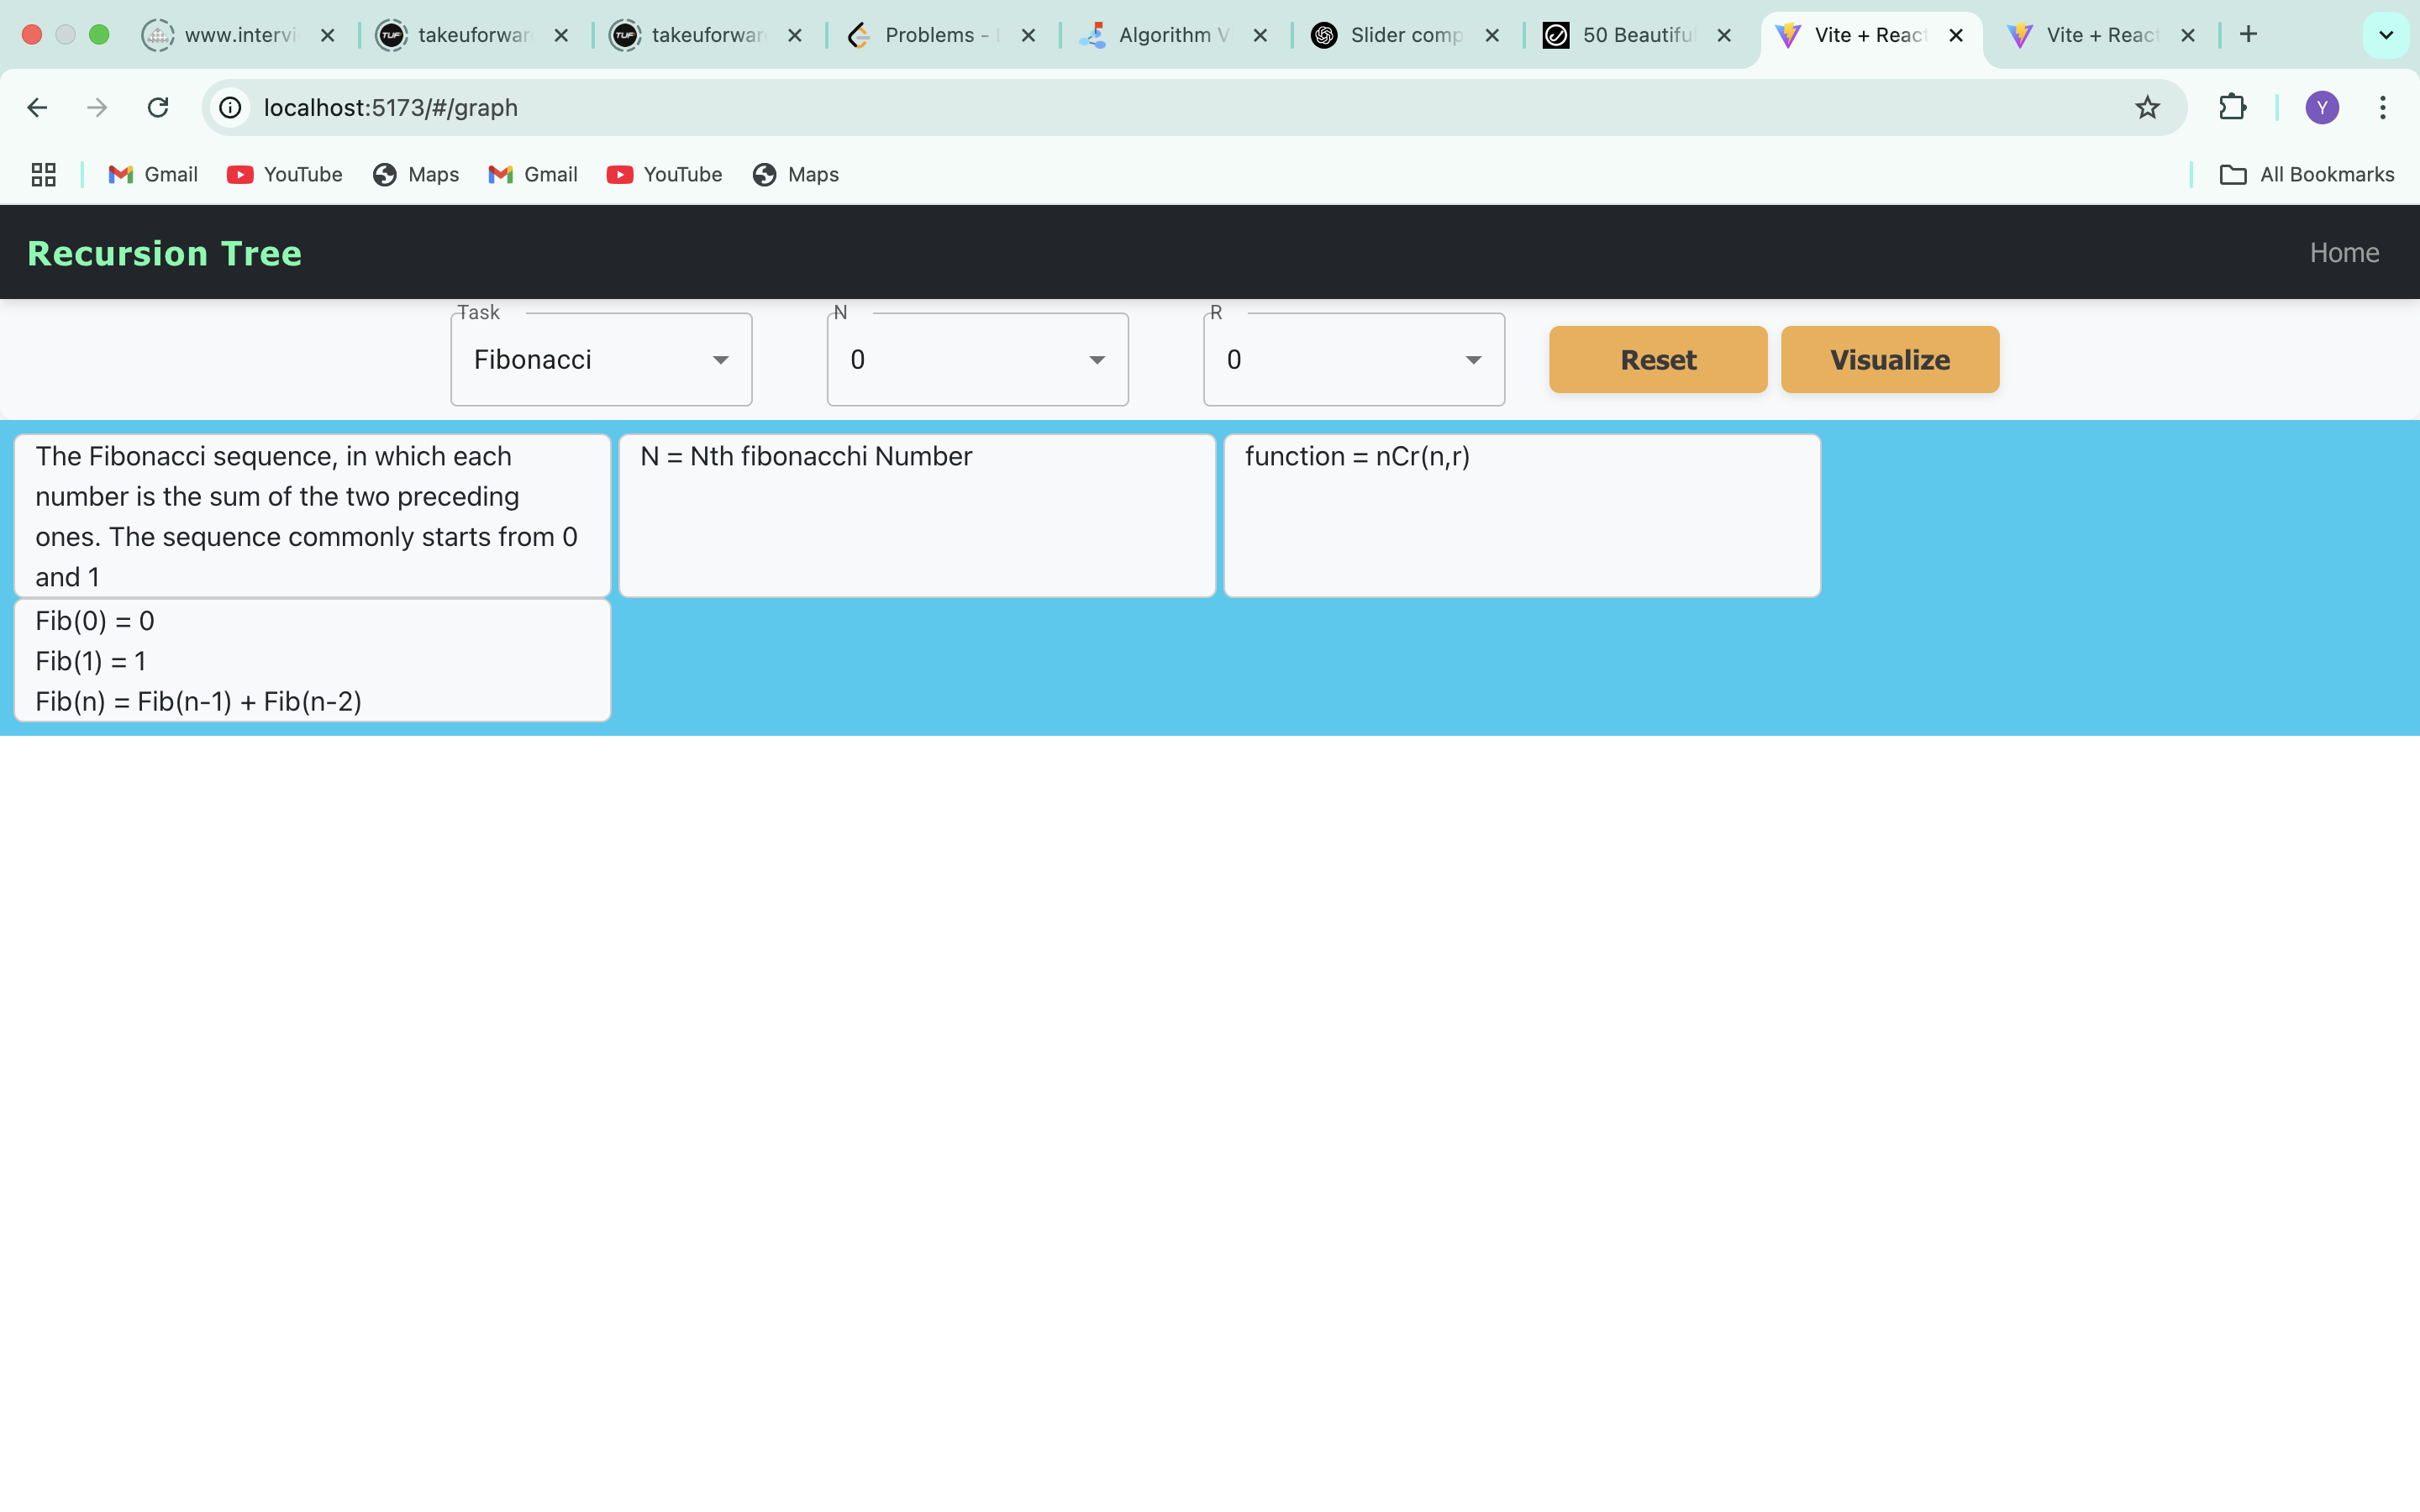 www.intervi
takeuforwar
takeuforwar
Problems -
Algorithm V
Slider comp
50 Beautiful
Vite + React
Vite + React
localhost:5173/#/graph
Y
Gmail
YouTube
Maps
Gmail
YouTube
Maps
All Bookmarks
Recursion Tree
Home
Task
Fibonacci
N
0
R
0
Reset
Visualize
The Fibonacci sequence, in which each
number is the sum of the two preceding
ones. The sequence commonly starts from 0
and 1
N = Nth fibonacchi Number
function = nCr(n,r)
Fib(0) = 0
Fib(1) = 1
Fib(n) = Fib(n-1) + Fib(n-2)